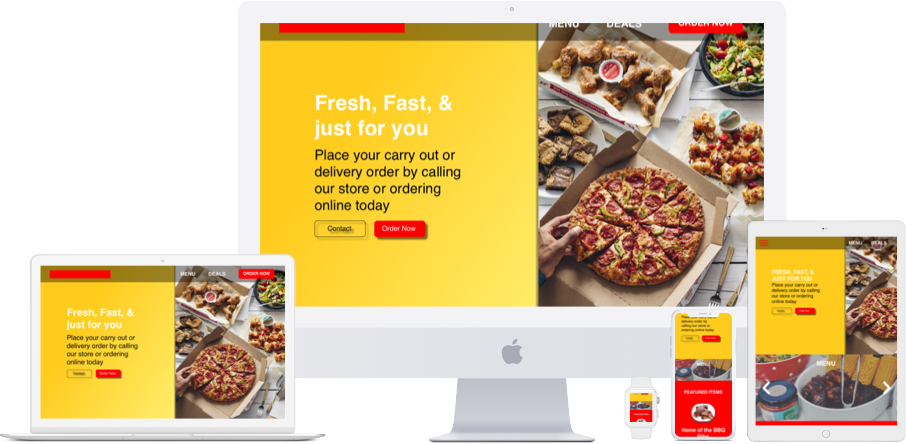 MENU DEALS ORDER NOW
Fresh, Fast, &
just for you
Place your carry out or
delivery order by calling
our store or ordering
online today
Contact Order Now
MENU DEALS ORDER NOW
Fresh, Fast, &
just for you
Place your carry out or
delivery order by calling
our store or ordering
online today
Contact Order Now
delivery order by
calling our store or
ordering online today
FEATURED ITEMS
Home of the BBQ
MENU DEALS
FRESH, FAST, &
JUST FOR YOU
Place your carry out or
delivery order by calling
our store or ordering
online today
MENU